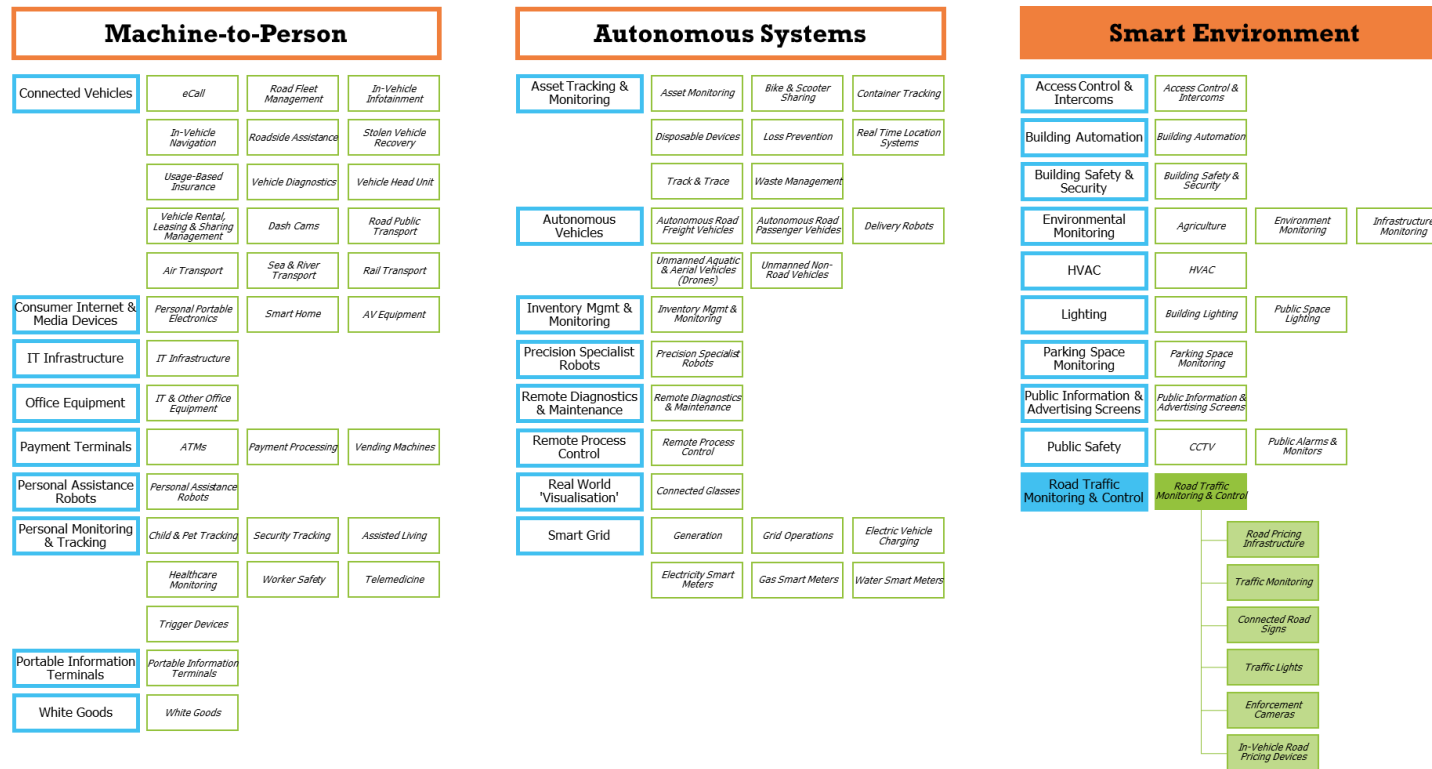 Machine-to-Person
Connected Vehicles
eCall
Road Fleet
Management
In-Vehicle
Infotainment
In-Vehicle
Navigation
Roadside Assistance
Stolen Vehicle
Recovery
Usage-Based
Insurance
Vehicle Diagnostics
Vehicle Head Unit
Vehicle Rental,
Leasing & Sharing
Management
Dash Cams
Road Public
Transport
Air Transport
Sea & River
Transport
Rail Transport
Consumer Internet &
Media Devices
Personal Portable
Electronics
Smart Home
AV Equipment
IT Infrastructure
IT Infrastructure
Office Equipment
IT & Other Office
Equipment
Payment Terminals
ATMs
Payment Processing
Vending Machines
Personal Assistance
Robots
Personal Assistance
Robots
Personal Monitoring
& Tracking
Child & Pet Tracking
Security Tracking
Assisted Living
Healthcare
Monitoring
Worker Safety
Telemedicine
Trigger Devices
Portable Information
Terminals
Portable Information
Terminals
White Goods
White Goods
Autonomous Systems
Asset Tracking &
Monitoring
Asset Monitoring
Bike & Scooter
Sharing
Container Tracking
Disposable Devices
Loss Prevention
Real Time Location
Systems
Track & Trace
Waste Management
Autonomous
Vehicles
Autonomous Road
Freight Vehicles
Autonomous Road
Passenger Vehides
Delivery Robots
Unmanned Aquatic
& Aerial Vehicles
(Drones)
Unmanned Non-
Road Vehicles
Inventory Mgmt &
Monitoring
Inventory Mgmt &
Monitoring
Precision Specialist
Robots
Precision Specialist
Robots
Remote Diagnostics
& Maintenance
Remote Diagnostics
& Maintenance
Remote Process
Control
Remote Process
Control
Real World
'Visualisation'
Connected Glasses
Smart Grid
Generation
Grid Operations
Electric Vehicle
Charging
Electricity Smart
Meters
Gas Smart Meters
Water Smart Meters
Smart Environment
Access Control &
Intercoms
Access Control &
Intercoms
Building Automation
Building Automation
Building Safety &
Security
Building Safety &
Security
Environmental
Monitoring
Agriculture
Environment
Monitoring
Infrastructure
Monitoring
HVAC
HVAC
Lighting
Building Lighting
Public Space
Lighting
Parking Space
Monitoring
Parking Space
Monitoring
Public Information &
Advertising Screens
Public Information &
Advertising Screens
Public Safety
CCTV
Public Alarms &
Monitors
Road Traffic
Monitoring & Control
Road Traffic
Monitoring & Control
Road Pricing
Infrastructure
Traffic Monitoring
Connected Road
Signs
Traffic Lights
Enforcement
Cameras
In-Vehicle Road
Pricing Devices